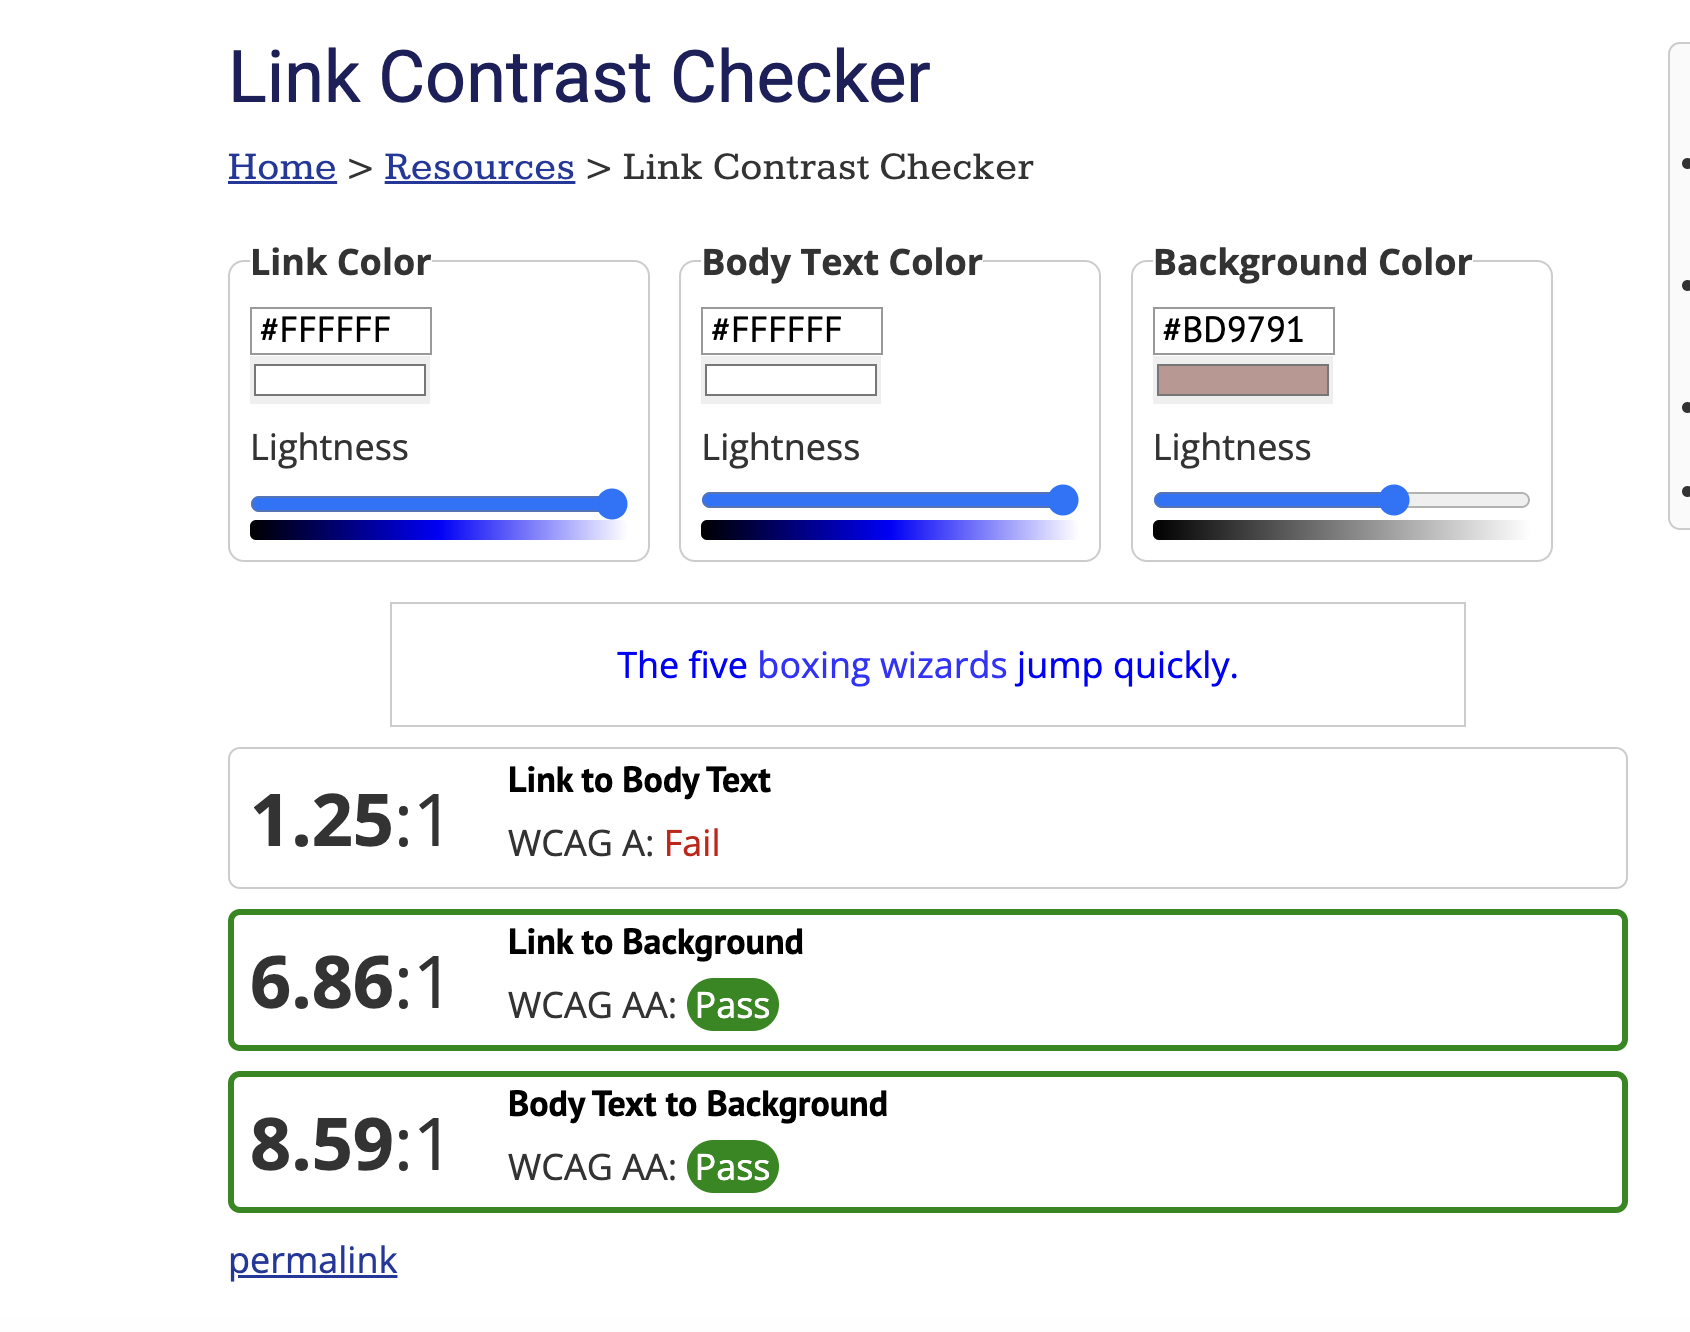 Link Contrast Checker
Home > Resources > Link Contrast Checker
Link Color
#FFFFFF
Lightness
Body Text Color
#FFFFFF
Lightness
Background Color
#BD9791
Lightness
The five boxing wizards jump quickly.
1.25:1
Link to Body Text
WCAG A: Fail
6.86:1
Link to Background
WCAG AA: Pass
8.59:1
Body Text to Background
WCAG AA: Pass
permalink